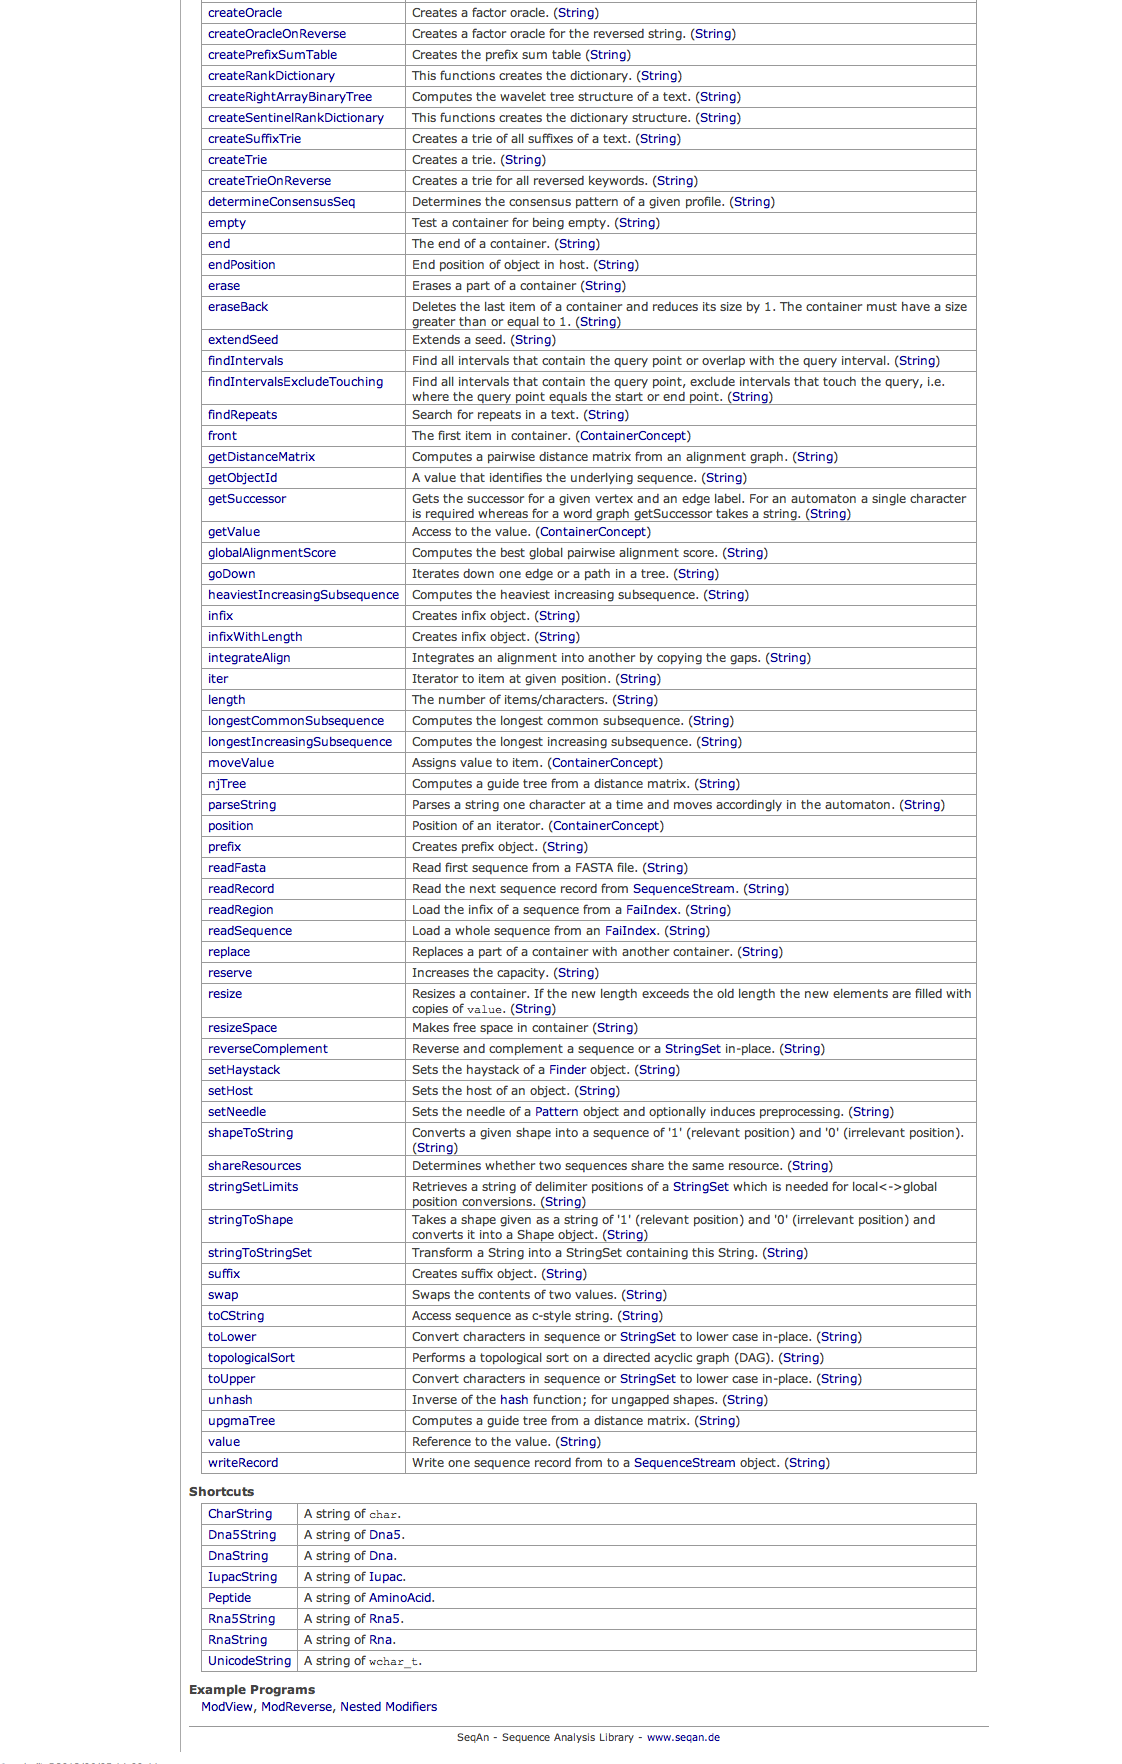 createOracle Creates a factor oracle. (String)
createOracleOnReverse Creates a factor oracle for the reversed string. (String)
createPrefixSumTable Creates the prefix sum table (String)
createRankDictionary This functions creates the dictionary. (String)
createRightArrayBinaryTree Computes the wavelet tree structure of a text. (String)
createSentinelRankDictionary This functions creates the dictionary structure. (String)
createSuffixTrie Creates a trie of all suffixes of a text. (String)
createTrie Creates a trie. (String)
createTrieOnReverse Creates a trie for all reversed keywords. (String)
determineConsensusSeq Determines the consensus pattern of a given profile. (String)
empty Test a container for being empty. (String)
end The end of a container. (String)
endPosition End position of object in host. (String)
erase Erases a part of a container (String)
eraseBack Deletes the last item of a container and reduces its size by 1. The container must have a size
greater than or equal to 1. (String)
extendSeed Extends a seed. (String)
findIntervals Find all intervals that contain the query point or overlap with the query interval. (String)
findIntervalsExcludeTouching Find all intervals that contain the query point, exclude intervals that touch the query, i.e.
where the query point equals the start or end point. (String)
findRepeats Search for repeats in a text. (String)
front The first item in container. (ContainerConcept)
getDistanceMatrix Computes a pairwise distance matrix from an alignment graph. (String)
getObjectId A value that identifies the underlying sequence. (String)
getSuccessor Gets the successor for a given vertex and an edge label. For an automaton a single character
is required whereas for a word graph getSuccessor takes a string. (String)
getValue Access to the value. (ContainerConcept)
globalAlignmentScore Computes the best global pairwise alignment score. (String)
goDown Iterates down one edge or a path in a tree. (String)
heaviestIncreasingSubsequence Computes the heaviest increasing subsequence. (String)
infix Creates infix object. (String)
infixWithLength Creates infix object. (String)
integrateAlign Integrates an alignment into another by copying the gaps. (String)
iter Iterator to item at given position. (String)
length The number of items/characters. (String)
longestCommonSubsequence Computes the longest common subsequence. (String)
longestIncreasingSubsequence Computes the longest increasing subsequence. (String)
moveValue Assigns value to item. (ContainerConcept)
njTree Computes a guide tree from a distance matrix. (String)
parseString Parses a string one character at a time and moves accordingly in the automaton. (String)
position Position of an iterator. (ContainerConcept)
prefix Creates prefix object. (String)
readFasta Read first sequence from a FASTA file. (String)
readRecord Read the next sequence record from SequenceStream. (String)
readRegion Load the infix of a sequence from a FaiIndex. (String)
readSequence Load a whole sequence from an FaiIndex. (String)
replace Replaces a part of a container with another container. (String)
reserve Increases the capacity. (String)
resize Resizes a container. If the new length exceeds the old length the new elements are filled with
copies of value. (String)
resizeSpace Makes free space in container (String)
reverseComplement Reverse and complement a sequence or a StringSet in-place. (String)
setHaystack Sets the haystack of a Finder object. (String)
setHost Sets the host of an object. (String)
setNeedle Sets the needle of a Pattern object and optionally induces preprocessing. (String)
shapeToString Converts a given shape into a sequence of '1' (relevant position) and '0' (irrelevant position).
(String)
shareResources Determines whether two sequences share the same resource. (String)
stringSetLimits Retrieves a string of delimiter positions of a StringSet which is needed for local<->global
position conversions. (String)
stringToShape Takes a shape given as a string of '1' (relevant position) and '0' (irrelevant position) and
converts it into a Shape object. (String)
stringToStringSet Transform a String into a StringSet containing this String. (String)
suffix Creates suffix object. (String)
swap Swaps the contents of two values. (String)
toCString Access sequence as c-style string. (String)
toLower Convert characters in sequence or StringSet to lower case in-place. (String)
topologicalSort Performs a topological sort on a directed acyclic graph (DAG). (String)
toUpper Convert characters in sequence or StringSet to lower case in-place. (String)
unhash Inverse of the hash function; for ungapped shapes. (String)
upgmaTree Computes a guide tree from a distance matrix. (String)
value Reference to the value. (String)
writeRecord Write one sequence record from to a SequenceStream object. (String)
Shortcuts
CharString A string of char.
Dna5String A string of Dna5.
DnaString A string of Dna.
IupacString A string of Iupac.
Peptide A string of AminoAcid.
Rna5String A string of Rna5.
RnaString A string of Rna.
UnicodeString A string of wchar_t.
Example Programs
ModView, ModReverse, Nested Modifiers
SeqAn - Sequence Analysis Library - www.seqan.de